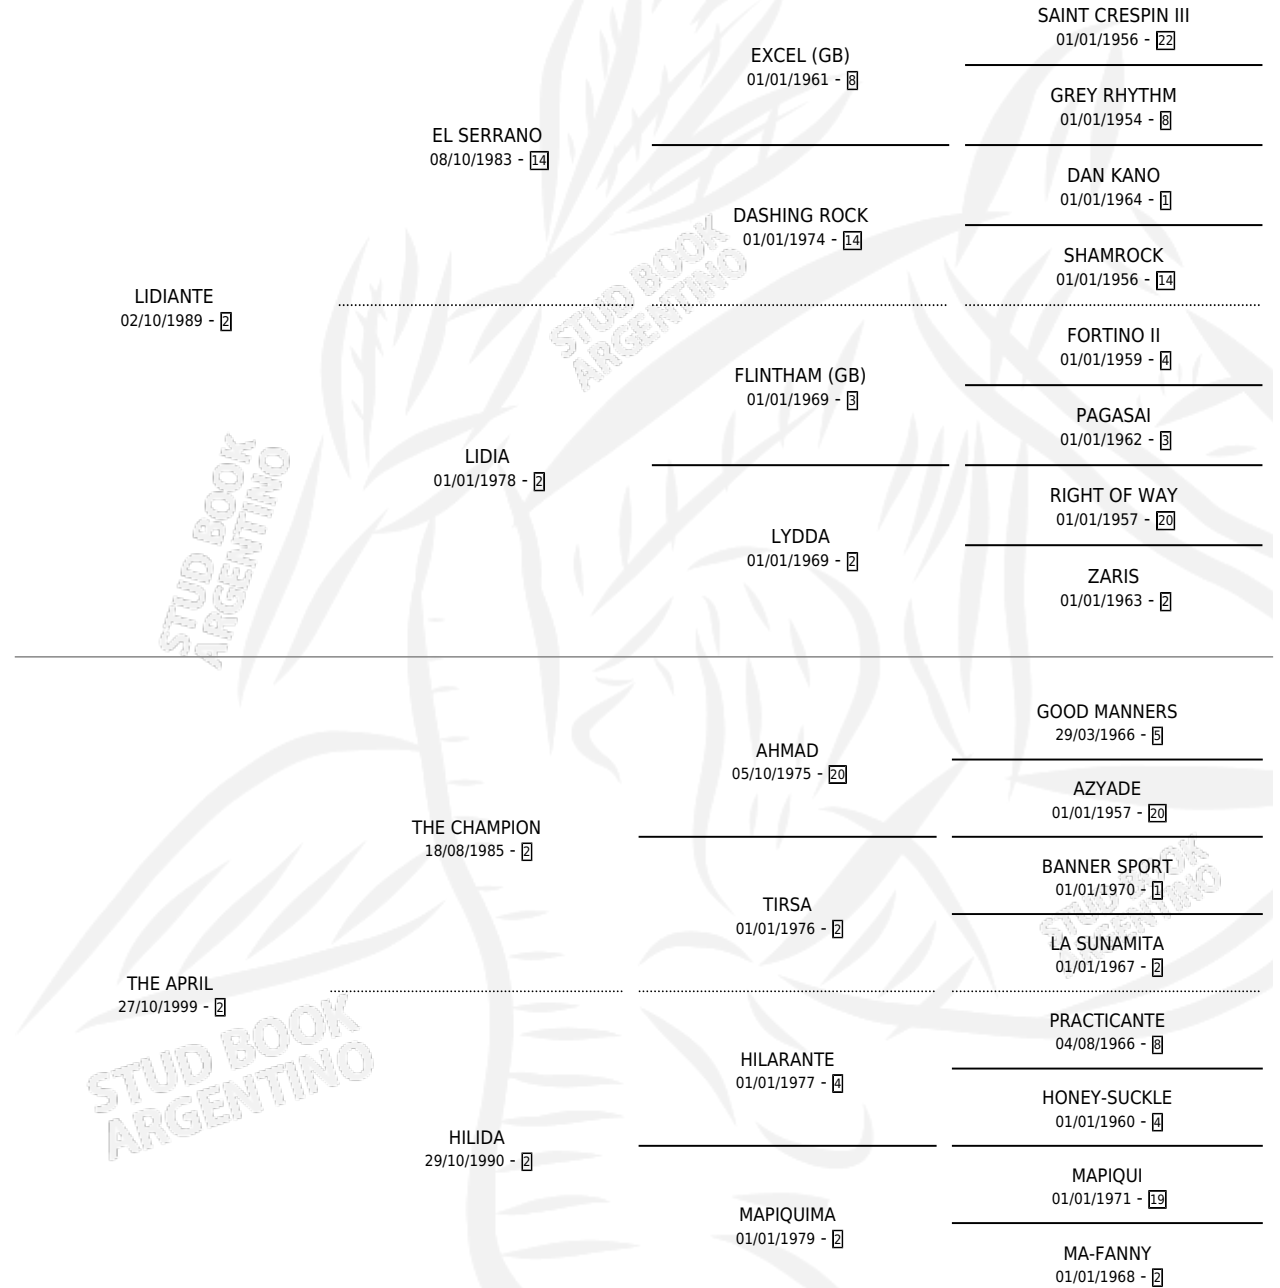 SAINT CRESPIN III
01/01/1956 - 22
EXCEL (GB)
01/01/1961 - 8
GREY RHYTHM
01/01/1954 - 8
EL SERRANO
08/10/1983 - 14
DAN KANO
01/01/1964 - 1
DASHING ROCK
01/01/1974 - 14
SHAMROCK
01/01/1956 - 14
LIDIANTE
02/10/1989 - 2
STUD BOOK
ARGENTINO
FORTINO II
01/01/1959 - 4
FLINTHAM (GB)
01/01/1969 - 3
PAGASAI
01/01/1962 - 3
LIDIA
01/01/1978 - 2
RIGHT OF WAY
01/01/1957 - 20
LYDDA
01/01/1969 - 2
ZARIS
01/01/1963 - 2
STUD BOOK
ARGENTINO
GOOD MANNERS
29/03/1966 - 5
AHMAD
05/10/1975 - 20
AZYADE
01/01/1957 - 20
THE CHAMPION
18/08/1985 - 2
BANNER SPORT
01/01/1970 - 1
TIRSA
01/01/1976 - 2
LA SUNAMITA
01/01/1967 - 2
STUD BOOK
ARGENTINO
THE APRIL
27/10/1999 - 2
PRACTICANTE
04/08/1966 - 8
HILARANTE
01/01/1977 - 4
HONEY-SUCKLE
01/01/1960 - 4
STUD BOOK
ARGENTINO
HILIDA
29/10/1990 - 2
MAPIQUI
01/01/1971 - 19
MAPIQUIMA
01/01/1979 - 2
MA-FANNY
01/01/1968 - 2